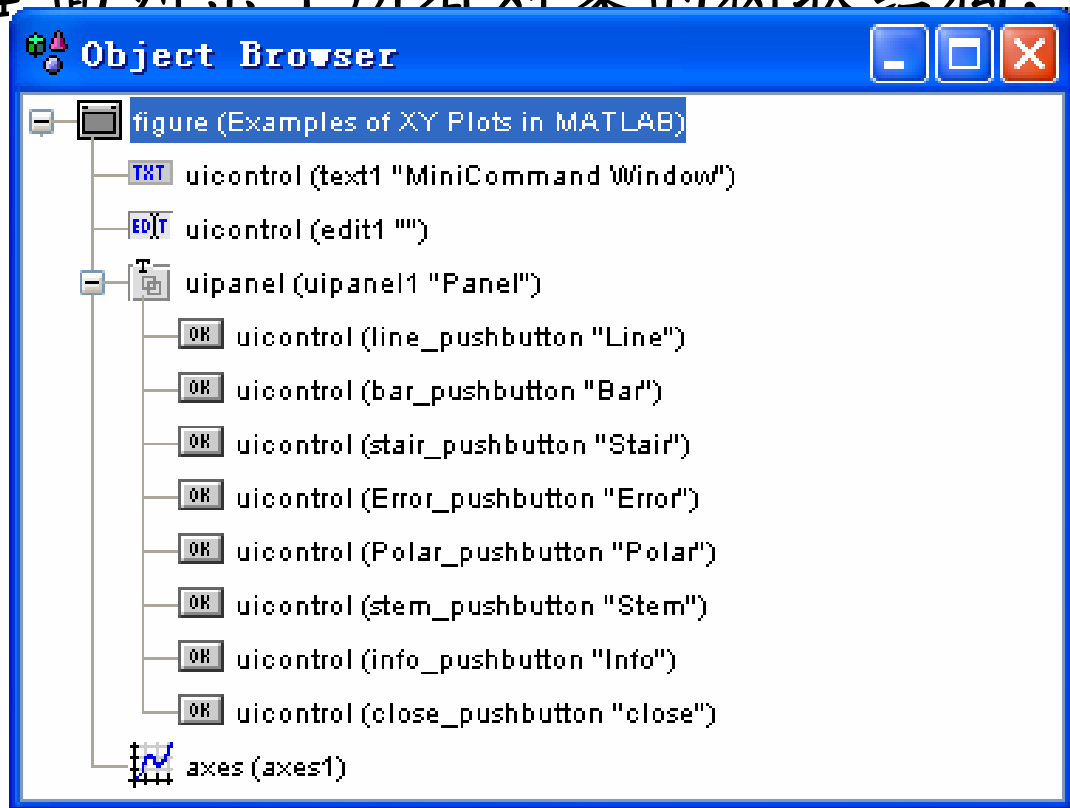 Object Browser
figure (Examples of XY Plots in MATLAB)
TXT uicontrol (text1 "MiniCommand Window")
EDIT uicontrol (edit1 "")
T uipanel (uipanel1 "Panel")
OK uicontrol (line_pushbutton "Line")
OK uicontrol (bar_pushbutton "Bar")
OK uicontrol (stair_pushbutton "Stair")
OK uicontrol (Error_pushbutton "Error")
OK uicontrol (Polar_pushbutton "Polar")
OK uicontrol (stem_pushbutton "Stem")
OK uicontrol (info_pushbutton "Info")
OK uicontrol (close_pushbutton "close")
axes (axes1)